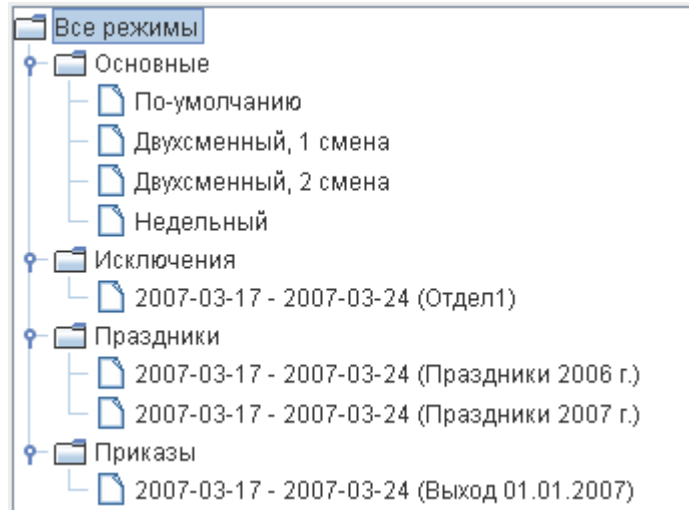 Все режимы
Основные
По-умолчанию
Двухсменный, 1 смена
Двухсменный, 2 смена
Недельный
Исключения
2007-03-17 - 2007-03-24 (Отдел1)
Праздники
2007-03-17 - 2007-03-24 (Праздники 2006 г.)
2007-03-17 - 2007-03-24 (Праздники 2007 г.)
Приказы
2007-03-17 - 2007-03-24 (Выход 01.01.2007)